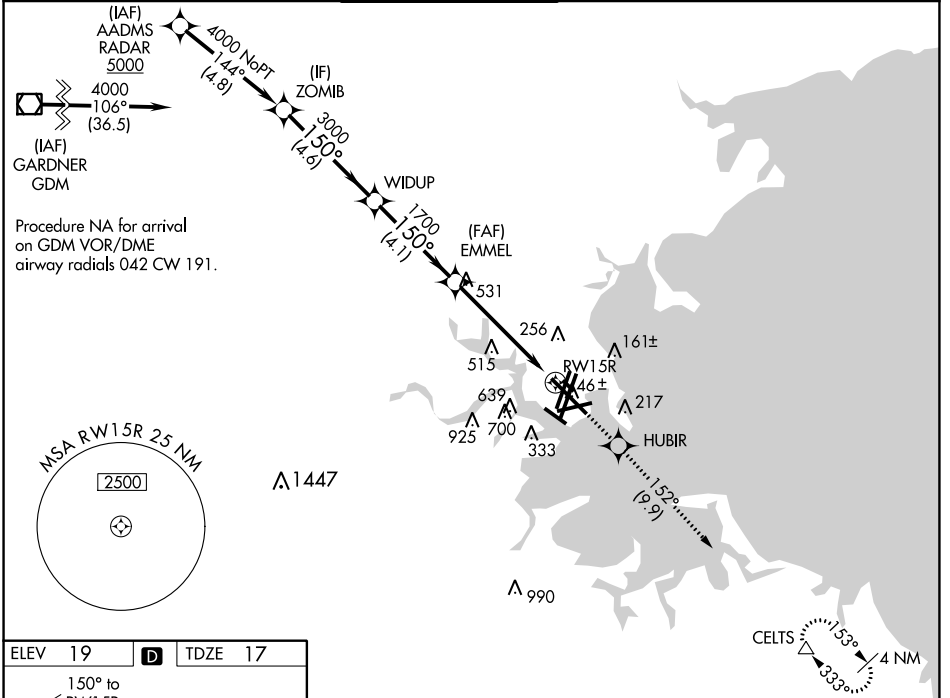 (IAF)
AADMS
RADAR
5000
4000 NoPT
144°
(4.8)
(IF)
ZOMIB
4000
106°
(36.5)
(IAF)
GARDNER
GDM
3000
150°
(4.6)
WIDUP
1700
150°
(4.1)
(FAF)
EMMEL
531
Procedure NA for arrival
on GDM VOR/DME
airway radials 042 CW 191.
256
161±
515
RW15R
46±
639
217
925
700
333
HUBIR
MSA RW15R 25 NM
2500
1447
152°
(9.9)
990
CELTS
153°
4 NM
333°
ELEV 19
D
TDZE 17
150° to
RW15R